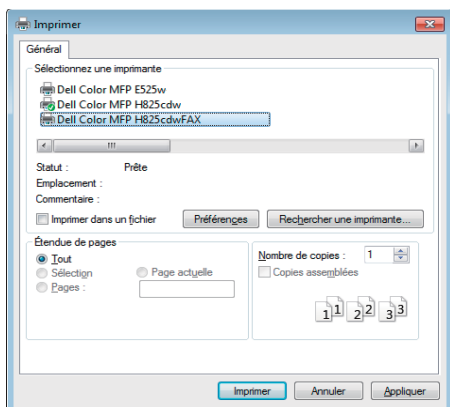 Imprimer
Général
Sélectionnez une imprimante
Dell Color MFP E525w
Dell Color MFP H825cdw
Dell Color MFP H825cdwFAX
Statut : Prête
Emplacement :
Commentaire :
Imprimer dans un fichier Préférences Rechercher une imprimante...
Étendue de pages
Tout
Sélection Page actuelle
Pages :
Nombre de copies : 1
Copies assemblées
1 1 2 2 3 3
Imprimer Annuler Appliquer